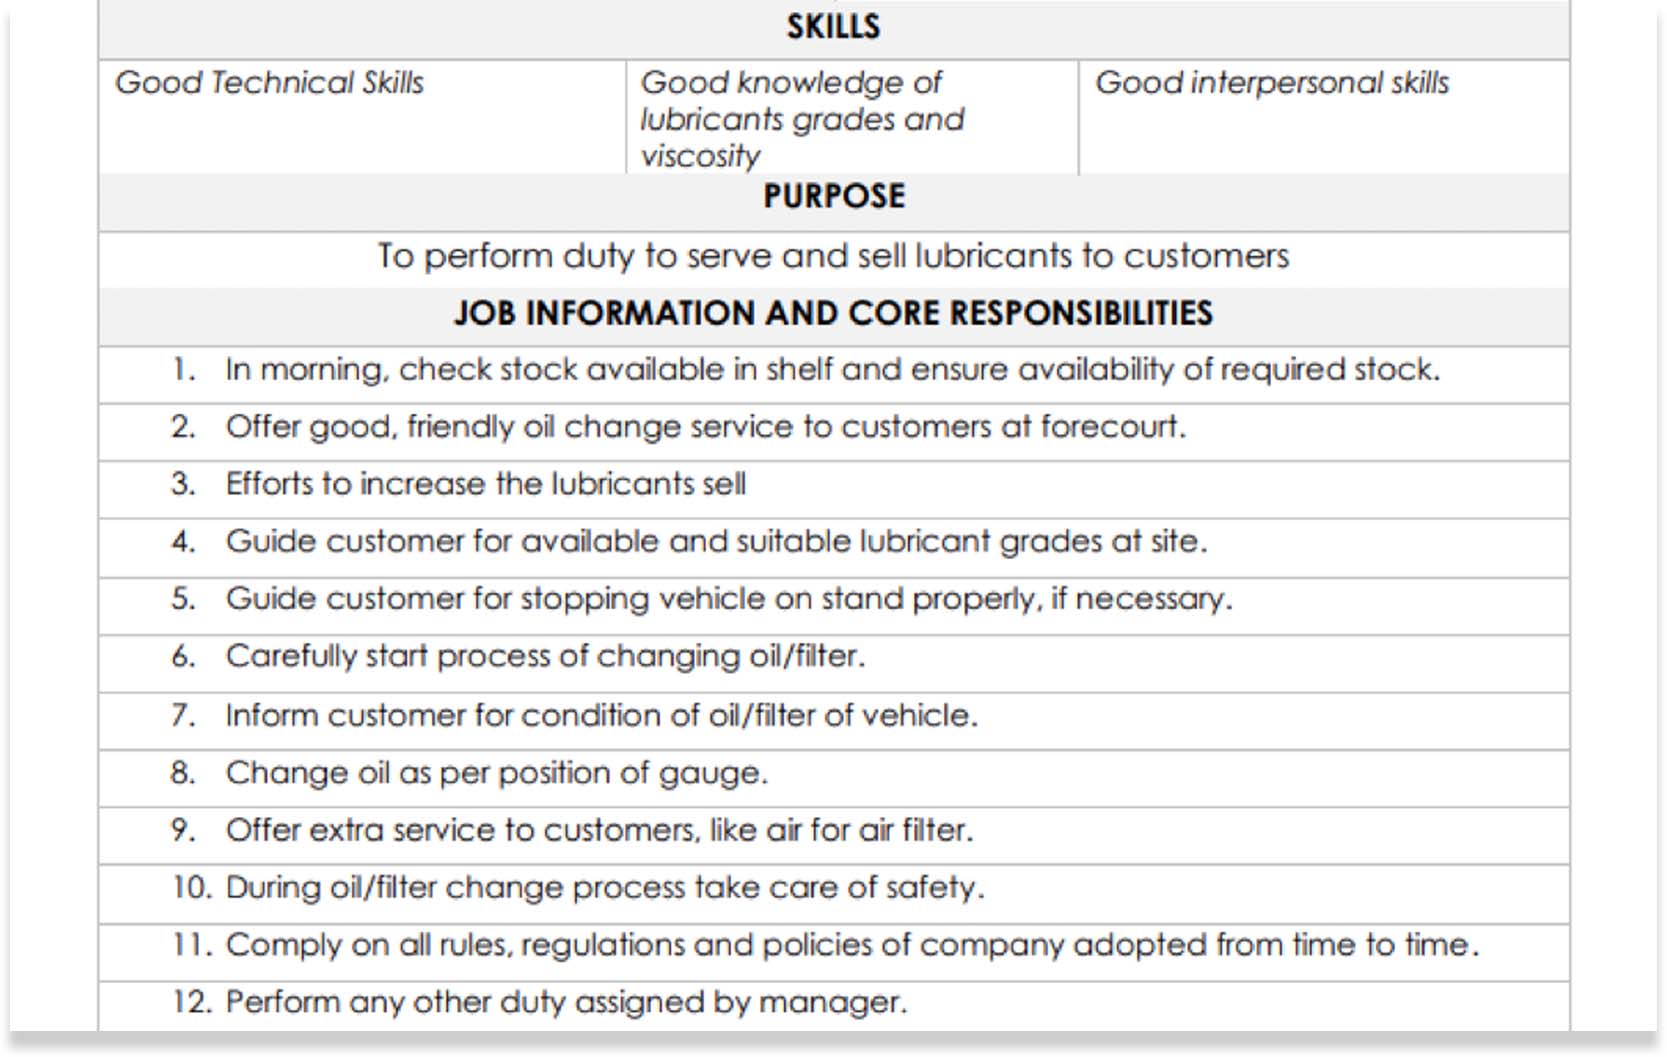 SKILLS
Good Technical Skills
Good knowledge of
lubricants grades and
viscosity
Good interpersonal skills
PURPOSE
To perform duty to serve and sell lubricants to customers
JOB INFORMATION AND CORE RESPONSIBILITIES
1. In morning, check stock available in shelf and ensure availability of required stock.
2. Offer good, friendly oil change service to customers at forecourt.
3. Efforts to increase the lubricants sell
4. Guide customer for available and suitable lubricant grades at site.
5. Guide customer for stopping vehicle on stand properly, if necessary.
6. Carefully start process of changing oil/filter.
7. Inform customer for condition of oil/filter of vehicle.
8. Change oil as per position of gauge.
9. Offer extra service to customers, like air for air filter.
10. During oil/filter change process take care of safety.
11. Comply on all rules, regulations and policies of company adopted from time to time.
12. Perform any other duty assigned by manager.